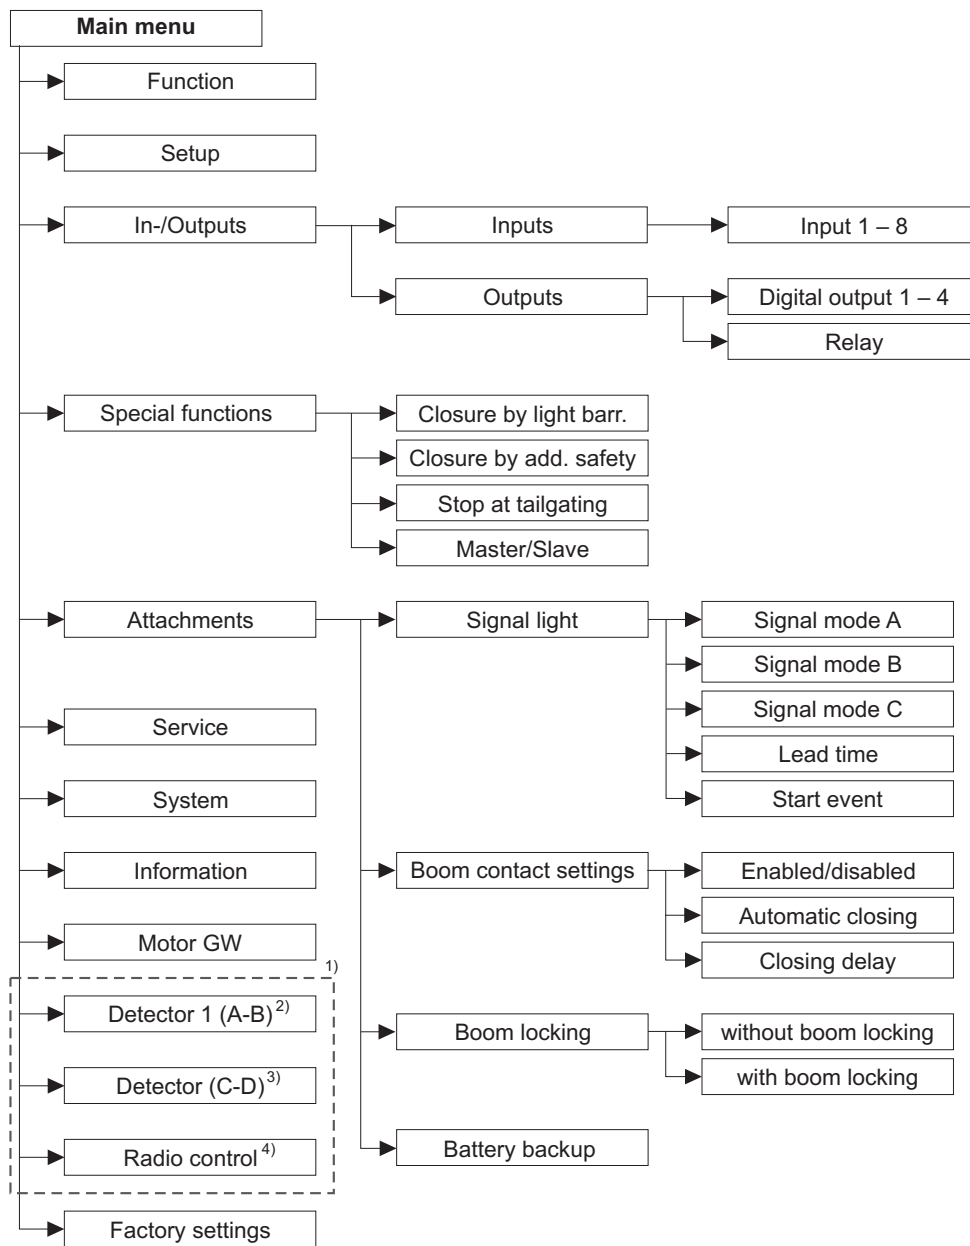 Main menu
Function
Setup
In-/Outputs
Inputs
Input 1 – 8
Outputs
Digital output 1 – 4
Relay
Special functions
Closure by light barr.
Closure by add. safety
Stop at tailgating
Master/Slave
Attachments
Signal light
Signal mode A
Signal mode B
Signal mode C
Lead time
Start event
Service
System
Information
Motor GW
Boom contact settings
Enabled/disabled
Automatic closing
Closing delay
1)
Detector 1 (A-B) 2)
Detector (C-D) 3)
Radio control 4)
Boom locking
without boom locking
with boom locking
Battery backup
Factory settings